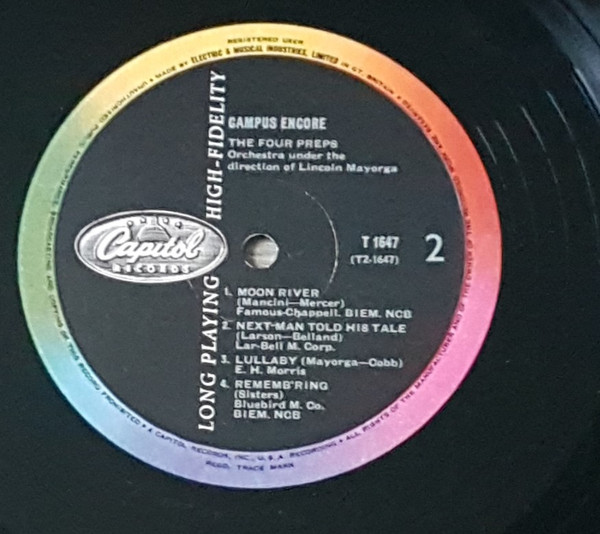 REGISTERED USER
MADE BY ELECTRIC & MUSICAL INDUSTRIES, LIMITED IN GT. BRITAIN
CAMPUS ENCORE
THE FOUR PREPS
Orchestra under the
direction of Lincoln Mayorga
LONG PLAYING HIGH-FIDELITY
Capitol
RECORDS
T 1647
(T2-1647)
2
1. MOON RIVER
(Mancini—Mercer)
Famous-Chappell. BIEM. NCB
2. NEXT-MAN TOLD HIS TALE
(Larson—Belland)
Lar-Bell M. Corp.
3. LULLABY (Mayorga—Cobb)
E. H. Morris
4. REMEMB'RING
(Sisters)
Bluebird M. Co.
BIEM. NCB
A CAPITOL RECORDS, INC., U.S.A. RECORDING • ALL RIGHTS OF THE MANUFACTURER AND OF THE OWNER
OF THIS RECORD PROHIBITED
REGD. TRADE MARK